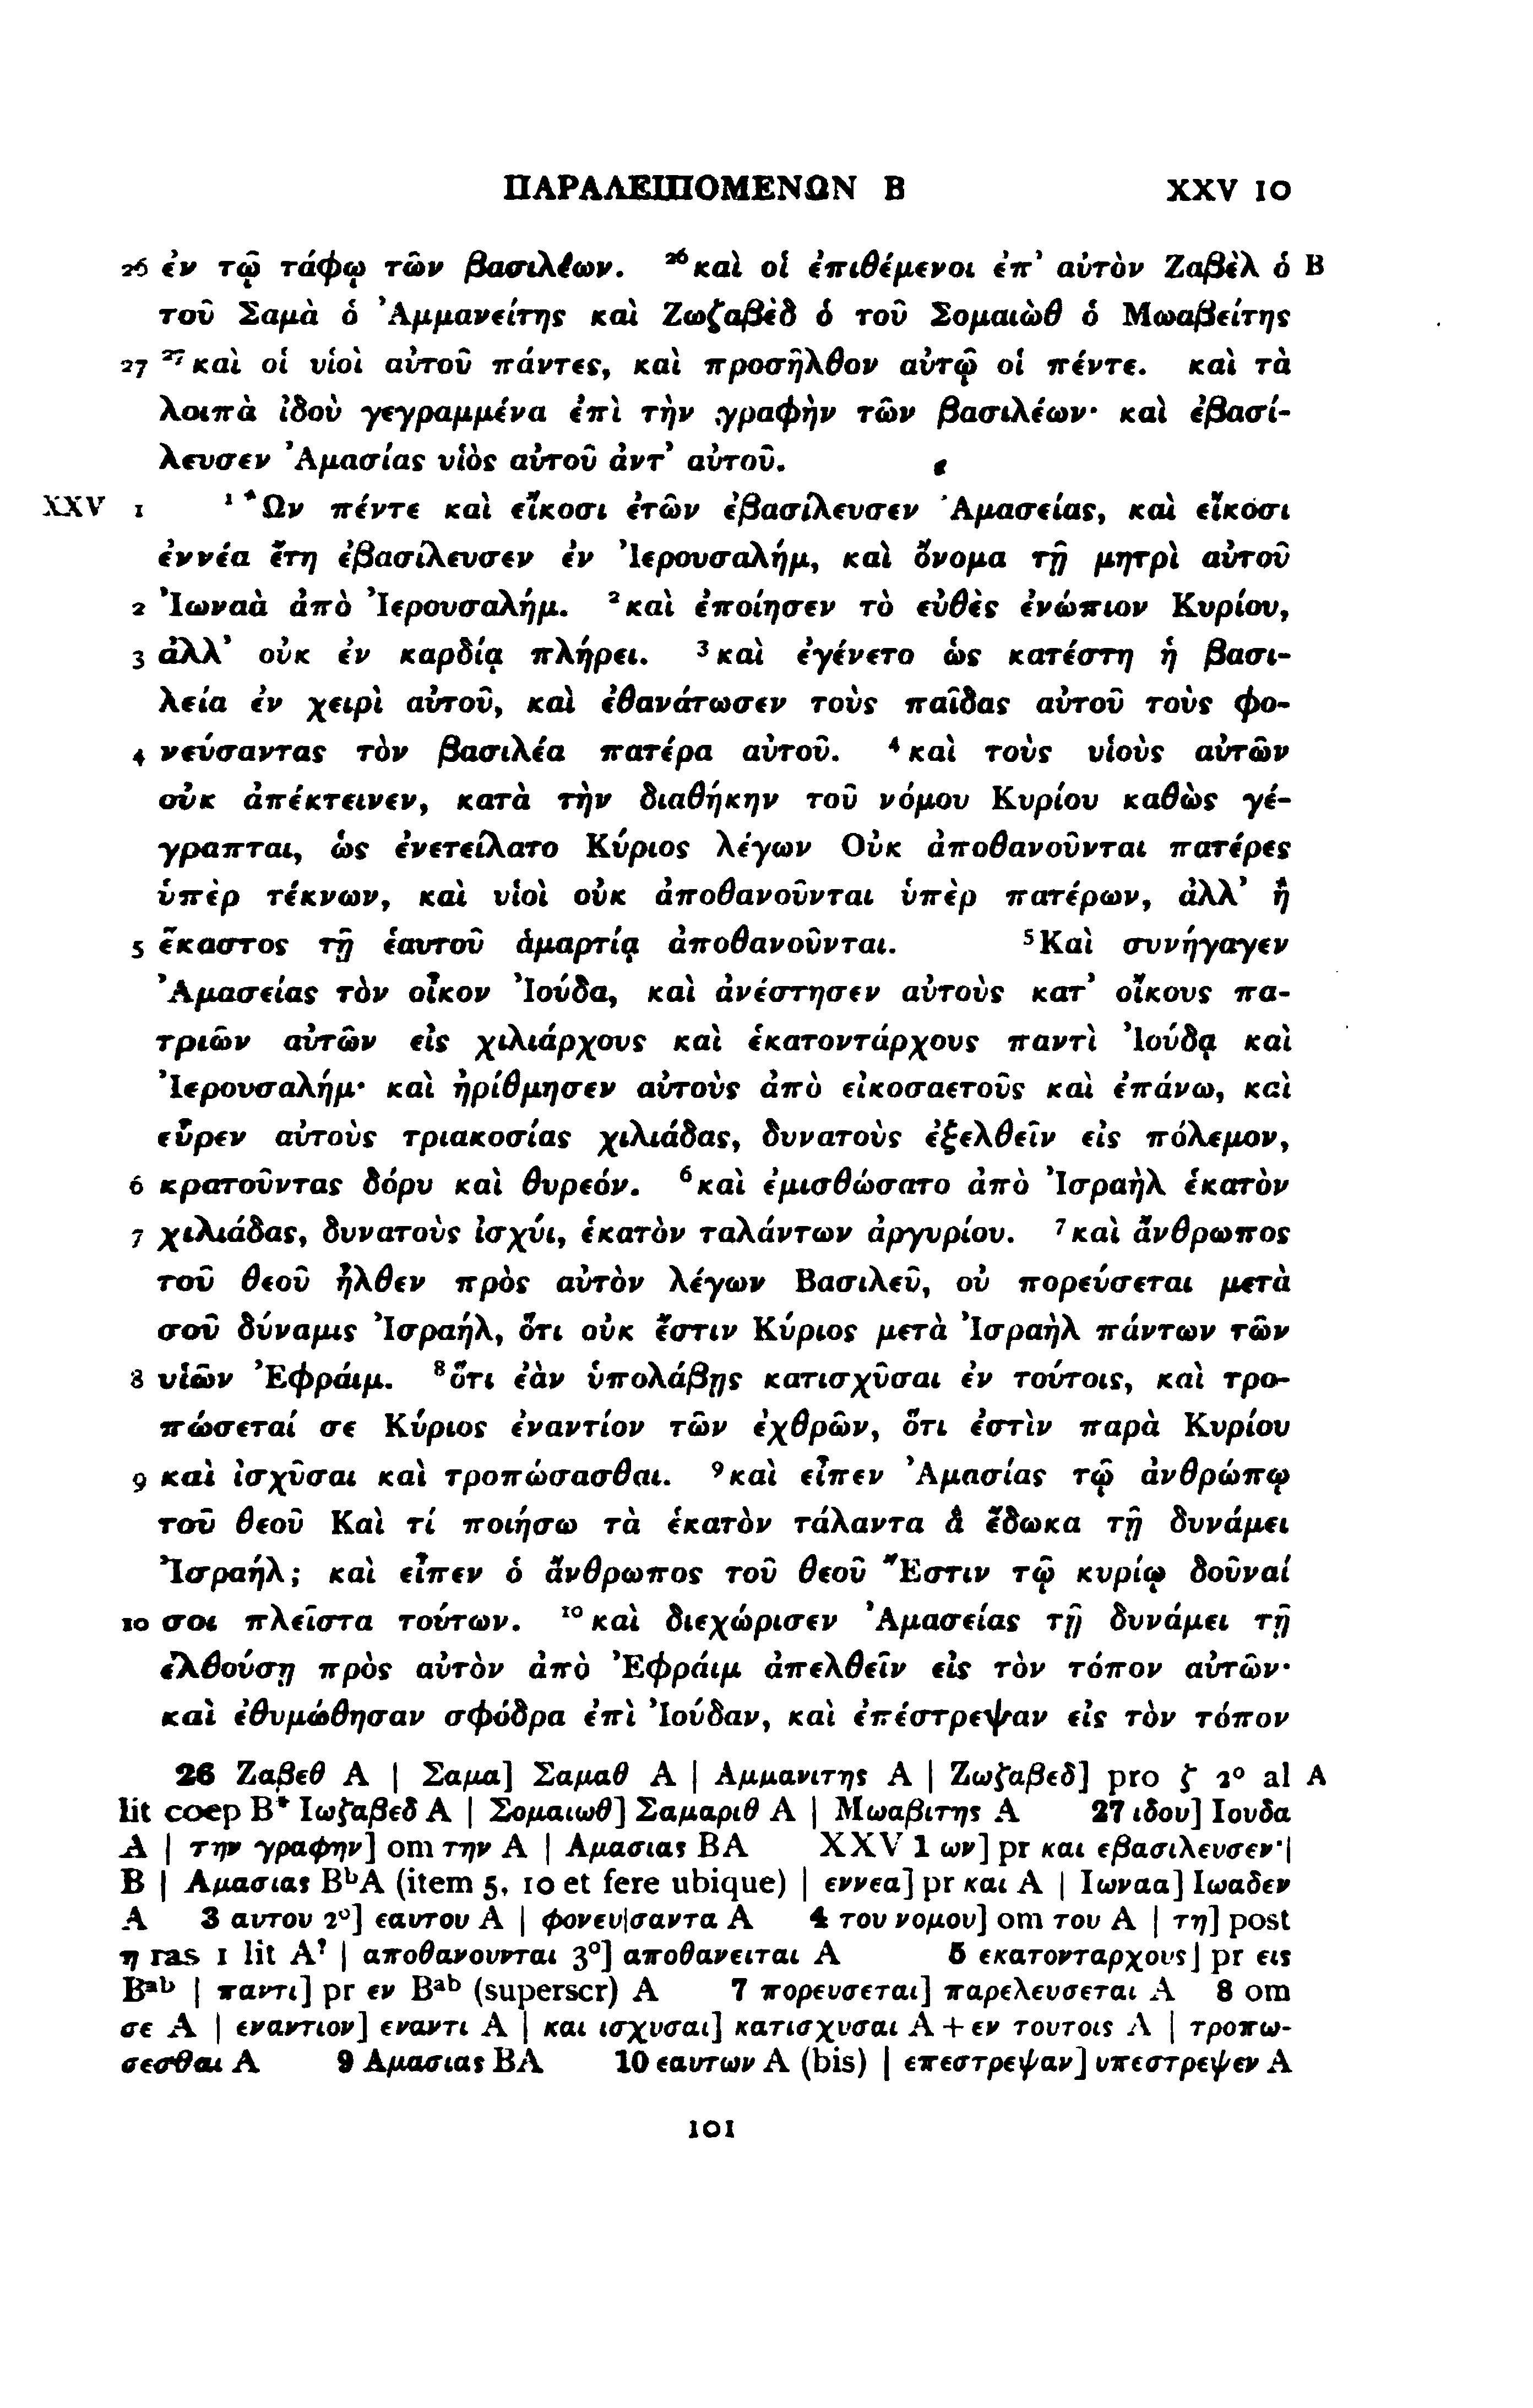 ΠΑΡΑΛΕΙΠΟΜΕΝΩΝ Β XXV 10
26 ἐν τῷ τάφῳ τῶν βασιλέων. ²⁶καὶ οἱ ἐπιθέμενοι ἐπ᾽ αὐτὸν Ζαβὲλ ὁ B
τοῦ Σαμὰ ὁ Ἀμμανείτης καὶ Ζωζαβὲδ ὁ τοῦ Σομαιὼθ ὁ Μωαβείτης
27 ²⁷καὶ οἱ υἱοὶ αὐτοῦ πάντες, καὶ προσῆλθον αὐτῷ οἱ πέντε. καὶ τὰ
λοιπὰ ἰδοὺ γεγραμμένα ἐπὶ τὴν γραφὴν τῶν βασιλέων· καὶ ἐβασί-
λευσεν Ἀμασίας υἱὸς αὐτοῦ ἀντ᾽ αὐτοῦ.
XXV 1 ¹Ὢν πέντε καὶ εἴκοσι ἐτῶν ἐβασίλευσεν Ἀμασείας, καὶ εἴκοσι
ἐννέα ἔτη ἐβασίλευσεν ἐν Ἰερουσαλήμ, καὶ ὄνομα τῇ μητρὶ αὐτοῦ
2 Ἰωναὰ ἀπὸ Ἰερουσαλήμ. ²καὶ ἐποίησεν τὸ εὐθὲς ἐνώπιον Κυρίου,
3 ἀλλ᾽ οὐκ ἐν καρδίᾳ πλήρει. ³καὶ ἐγένετο ὡς κατέστη ἡ βασι-
λεία ἐν χειρὶ αὐτοῦ, καὶ ἐθανάτωσεν τοὺς παῖδας αὐτοῦ τοὺς φο-
4 νεύσαντας τὸν βασιλέα πατέρα αὐτοῦ. ⁴καὶ τοὺς υἱοὺς αὐτῶν
οὐκ ἀπέκτεινεν, κατὰ τὴν διαθήκην τοῦ νόμου Κυρίου καθὼς γέ-
γραπται, ὡς ἐνετείλατο Κύριος λέγων Οὐκ ἀποθανοῦνται πατέρες
ὑπὲρ τέκνων, καὶ υἱοὶ οὐκ ἀποθανοῦνται ὑπὲρ πατέρων, ἀλλ᾽ ἢ
5 ἕκαστος τῇ ἑαυτοῦ ἁμαρτίᾳ ἀποθανοῦνται. ⁵Καὶ συνήγαγεν
Ἀμασείας τὸν οἶκον Ἰούδα, καὶ ἀνέστησεν αὐτοὺς κατ᾽ οἴκους πα-
τριῶν αὐτῶν εἰς χιλιάρχους καὶ ἑκατοντάρχους παντὶ Ἰούδᾳ καὶ
Ἰερουσαλήμ· καὶ ἠρίθμησεν αὐτοὺς ἀπὸ εἰκοσαετοῦς καὶ ἐπάνω, καὶ
εὗρεν αὐτοὺς τριακοσίας χιλιάδας, δυνατοὺς ἐξελθεῖν εἰς πόλεμον,
6 κρατοῦντας δόρυ καὶ θυρεόν. ⁶καὶ ἐμισθώσατο ἀπὸ Ἰσραὴλ ἑκατὸν
7 χιλιάδας, δυνατοὺς ἰσχύι, ἑκατὸν ταλάντων ἀργυρίου. ⁷καὶ ἄνθρωπος
τοῦ θεοῦ ἦλθεν πρὸς αὐτὸν λέγων Βασιλεῦ, οὐ πορεύσεται μετὰ
σοῦ δύναμις Ἰσραήλ, ὅτι οὐκ ἔστιν Κύριος μετὰ Ἰσραὴλ πάντων τῶν
8 υἱῶν Ἐφράιμ. ⁸ὅτι ἐὰν ὑπολάβῃς κατισχῦσαι ἐν τούτοις, καὶ τρο-
πώσεταί σε Κύριος ἐναντίον τῶν ἐχθρῶν, ὅτι ἐστὶν παρὰ Κυρίου
9 καὶ ἰσχῦσαι καὶ τροπώσασθαι. ⁹καὶ εἶπεν Ἀμασίας τῷ ἀνθρώπῳ
τοῦ θεοῦ Καὶ τί ποιήσω τὰ ἑκατὸν τάλαντα ἃ ἔδωκα τῇ δυνάμει
Ἰσραήλ; καὶ εἶπεν ὁ ἄνθρωπος τοῦ θεοῦ Ἔστιν τῷ κυρίῳ δοῦναί
10 σοι πλεῖστα τούτων. ¹⁰καὶ διεχώρισεν Ἀμασείας τῇ δυνάμει τῇ
ἐλθούσῃ πρὸς αὐτὸν ἀπὸ Ἐφράιμ ἀπελθεῖν εἰς τὸν τόπον αὐτῶν·
καὶ ἐθυμώθησαν σφόδρα ἐπὶ Ἰούδαν, καὶ ἐπέστρεψαν εἰς τὸν τόπον
26 Ζαβεθ A | Σαμα] Σαμαθ A | Αμμανιτης A | Ζωζαβεδ] pro ζ 2° al A
lit coep B* Ιωζαβεδ A | Σομαιωθ] Σαμαριθ A | Μωαβιτης A 27 ιδου] Ιουδα
A | την γραφην] om την A | Αμασιας BA XXV 1 ων] pr και εβασιλευσεν·|
B | Αμασιας BᵇA (item 5, 10 et fere ubique) | εννεα] pr και A | Ιωναα] Ιωαδεν
A 3 αυτου 2°] εαυτου A | φονευ|σαντα A 4 του νομου] om του A | τη] post
η ras 1 lit A? | αποθανουνται 3°] αποθανειται A 5 εκατονταρχους] pr εις
Bᵃᵇ | παντι] pr εν Bᵃᵇ (superscr) A 7 πορευσεται] παρελευσεται A 8 om
σε A | εναντιον] εναντι A | και ισχυσαι] κατισχυσαι A + εν τουτοις A | τροπω-
σεσθαι A 9 Αμασιας BA 10 εαυτων A (bis) | επεστρεψαν] υπεστρεψεν A
101